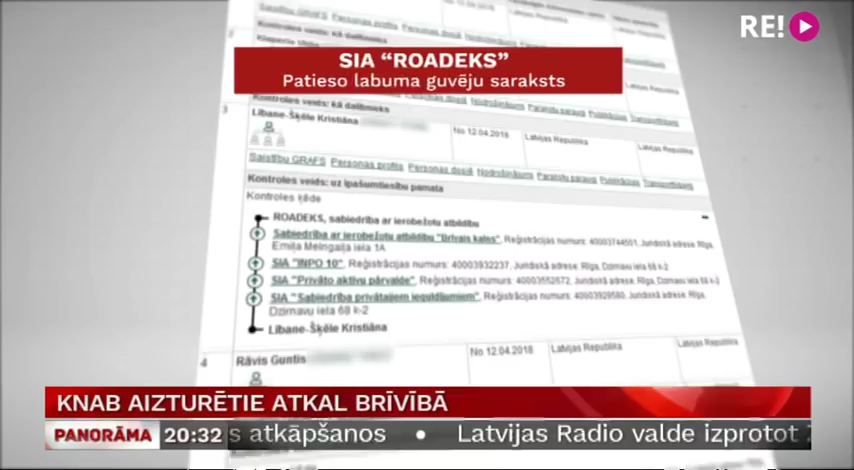 RE!
SIA “ROADEKS”
Patieso labuma guvēju saraksts
Kontroles veids: kā dalībnieks
3
Lībane-Šķēle Kristiāna
No 12.04.2018
Latvijas Republika
Latvijas Republika
Saistību GRAFS Personas profils Personas dosjē Nodrošinājumi Parakstu paraugi Publikācijas Transportlīdzekļi
Kontroles veids: uz īpašumtiesību pamata
Kontroles ķēde
ROADEKS, sabiedrība ar ierobežotu atbildību
Sabiedrība ar ierobežotu atbildību "Brīvais kalns", Reģistrācijas numurs: 40003744501, Juridiskā adrese: Rīga,
Emiļa Melngaiļa iela 1A
SIA "INPO 10", Reģistrācijas numurs: 40003932237, Juridiskā adrese: Rīga, Dzirnavu iela 68 k-2
SIA "Privāto aktīvu pārvalde", Reģistrācijas numurs: 40003552672, Juridiskā adrese: Rīga, Dzirnavu iela 68 k-2
SIA "Sabiedrība privātajiem ieguldījumiem", Reģistrācijas numurs: 40003929580, Juridiskā adrese: Rīga,
Dzirnavu iela 68 k-2
Lībane-Šķēle Kristiāna
4
Rāvis Guntis
No 12.04.2018
Latvijas Republika
Latvijas Republika
KNAB AIZTURĒTIE ATKAL BRĪVĪBĀ
PANORĀMA 20:32 s atkāpšanos • Latvijas Radio valde izprotot